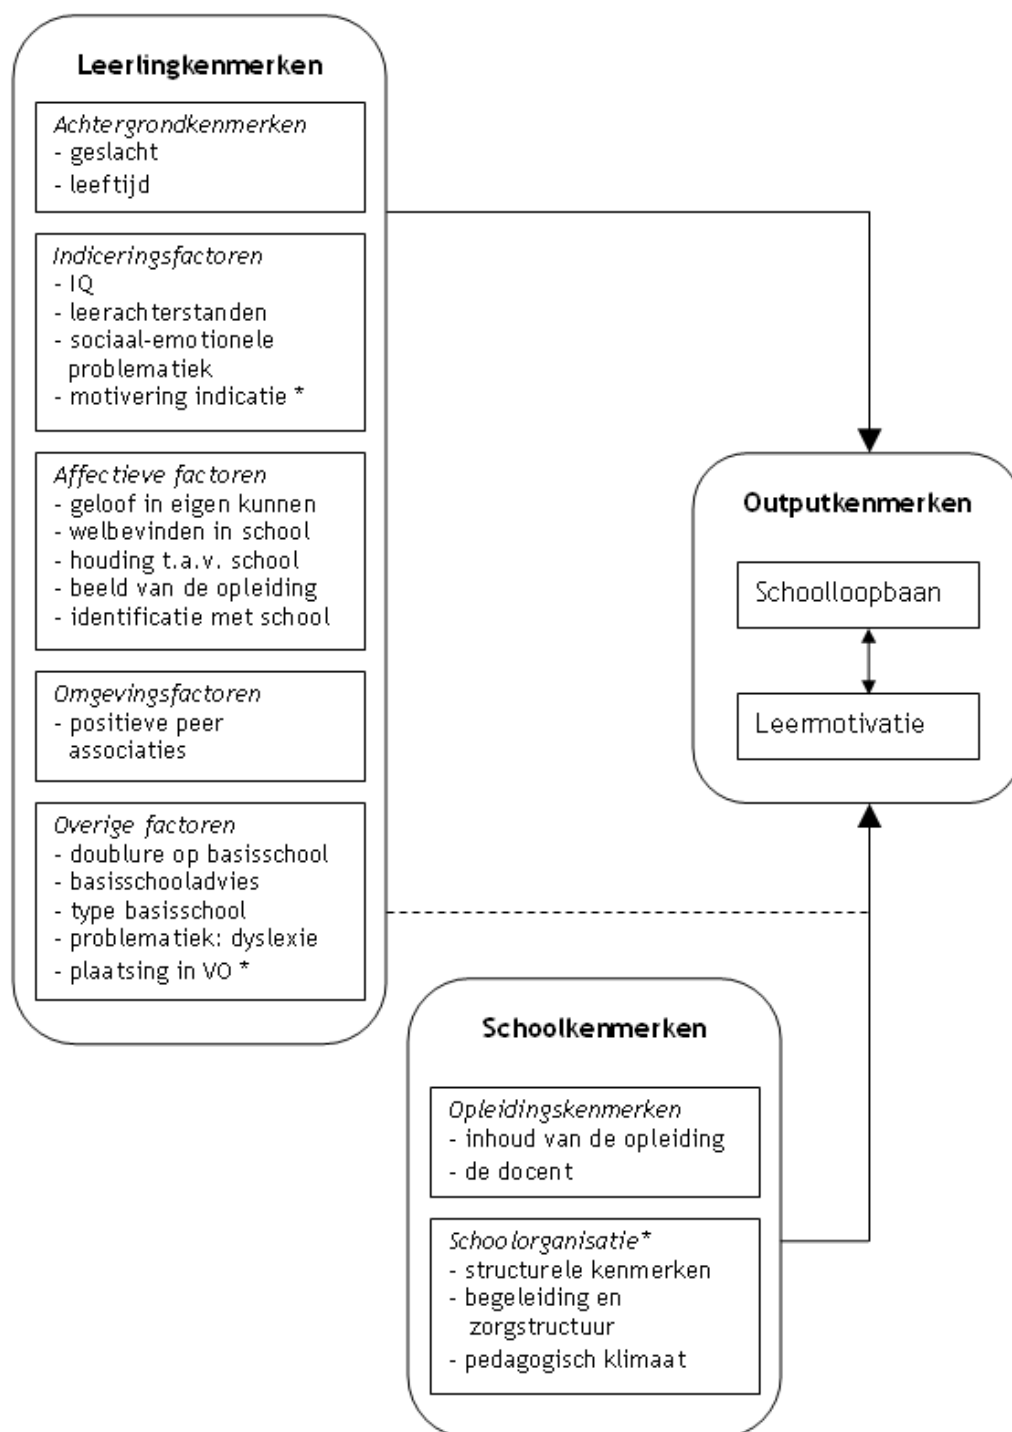 Leerlingkenmerken
Achtergrondkenmerken
- geslacht
- leeftijd
Indiceringsfactoren
- IQ
- leerachterstanden
- sociaal-emotionele
problematiek
- motivering indicatie *
Affectieve factoren
- geloof in eigen kunnen
- welbevinden in school
- houding t.a.v. school
- beeld van de opleiding
- identificatie met school
Omgevingsfactoren
- positieve peer
associaties
Overige factoren
- doublure op basisschool
- basisschooladvies
- type basisschool
- problematiek: dyslexie
- plaatsing in VO *
Outputkenmerken
Schoolloopbaan
Leermotivatie
Schoolkenmerken
Opleidingskenmerken
- inhoud van de opleiding
- de docent
Schoolorganisatie*
- structurele kenmerken
- begeleiding en
zorgstructuur
- pedagogisch klimaat